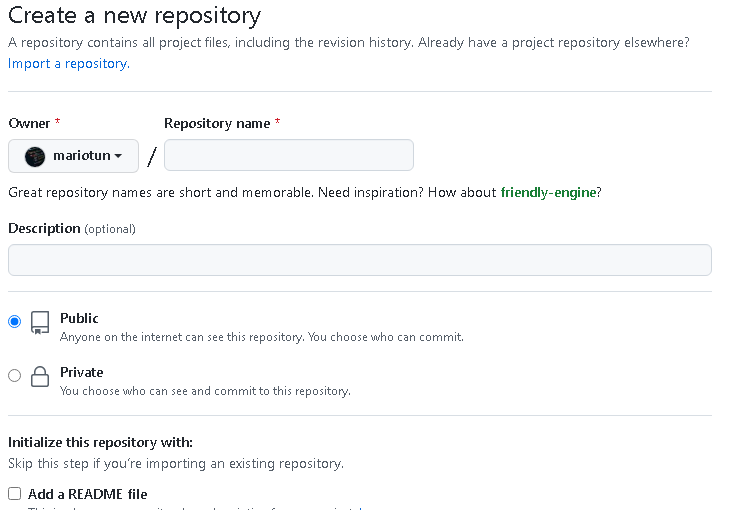 Create a new repository
A repository contains all project files, including the revision history. Already have a project repository elsewhere?
Import a repository.
Owner * Repository name *
mariotun /
Great repository names are short and memorable. Need inspiration? How about friendly-engine?
Description (optional)
Public
Anyone on the internet can see this repository. You choose who can commit.
Private
You choose who can see and commit to this repository.
Initialize this repository with:
Skip this step if you’re importing an existing repository.
Add a README file